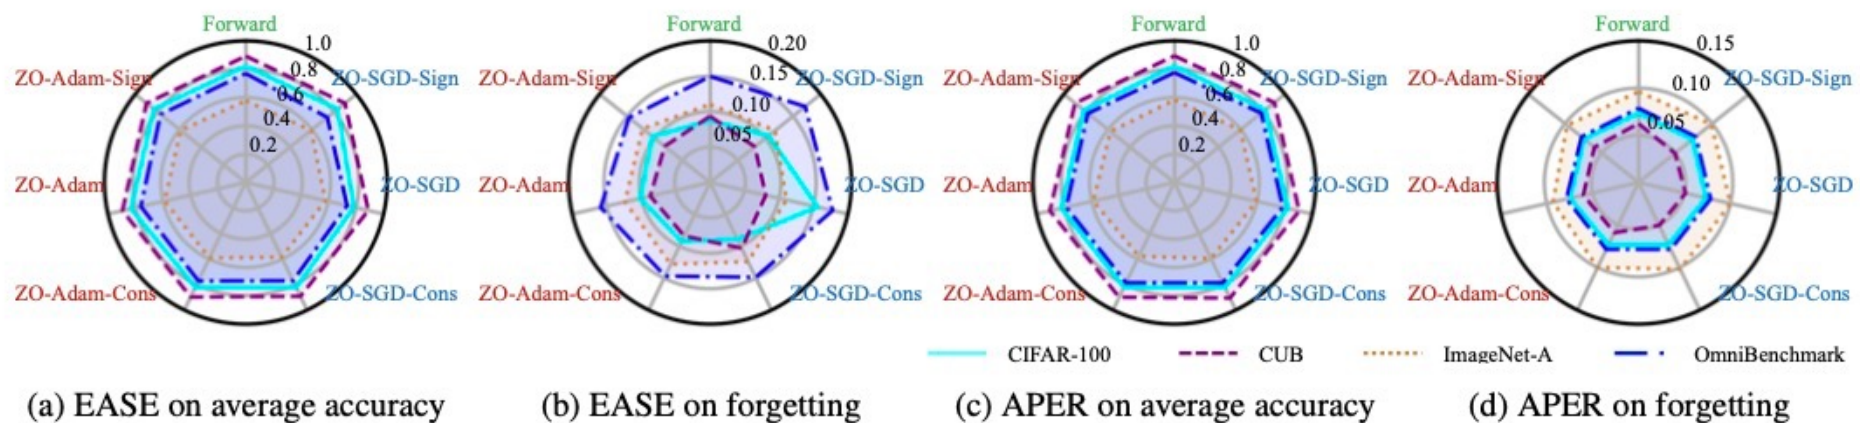 Forward
1.0
ZO-Adam-Sign
0.8
ZO-SGD-Sign
0.6
0.4
0.2
ZO-Adam
ZO-SGD
ZO-Adam-Cons
ZO-SGD-Cons
(a) EASE on average accuracy
Forward
0.20
ZO-Adam-Sign
0.15
ZO-SGD-Sign
0.10
0.05
ZO-Adam
ZO-SGD
ZO-Adam-Cons
ZO-SGD-Cons
(b) EASE on forgetting
Forward
1.0
ZO-Adam-Sign
0.8
ZO-SGD-Sign
0.6
0.4
0.2
ZO-Adam
ZO-SGD
ZO-Adam-Cons
ZO-SGD-Cons
(c) APER on average accuracy
Forward
0.15
ZO-Adam-Sign
0.10
ZO-SGD-Sign
0.05
ZO-Adam
ZO-SGD
ZO-Adam-Cons
ZO-SGD-Cons
(d) APER on forgetting
CIFAR-100
CUB
ImageNet-A
OmniBenchmark